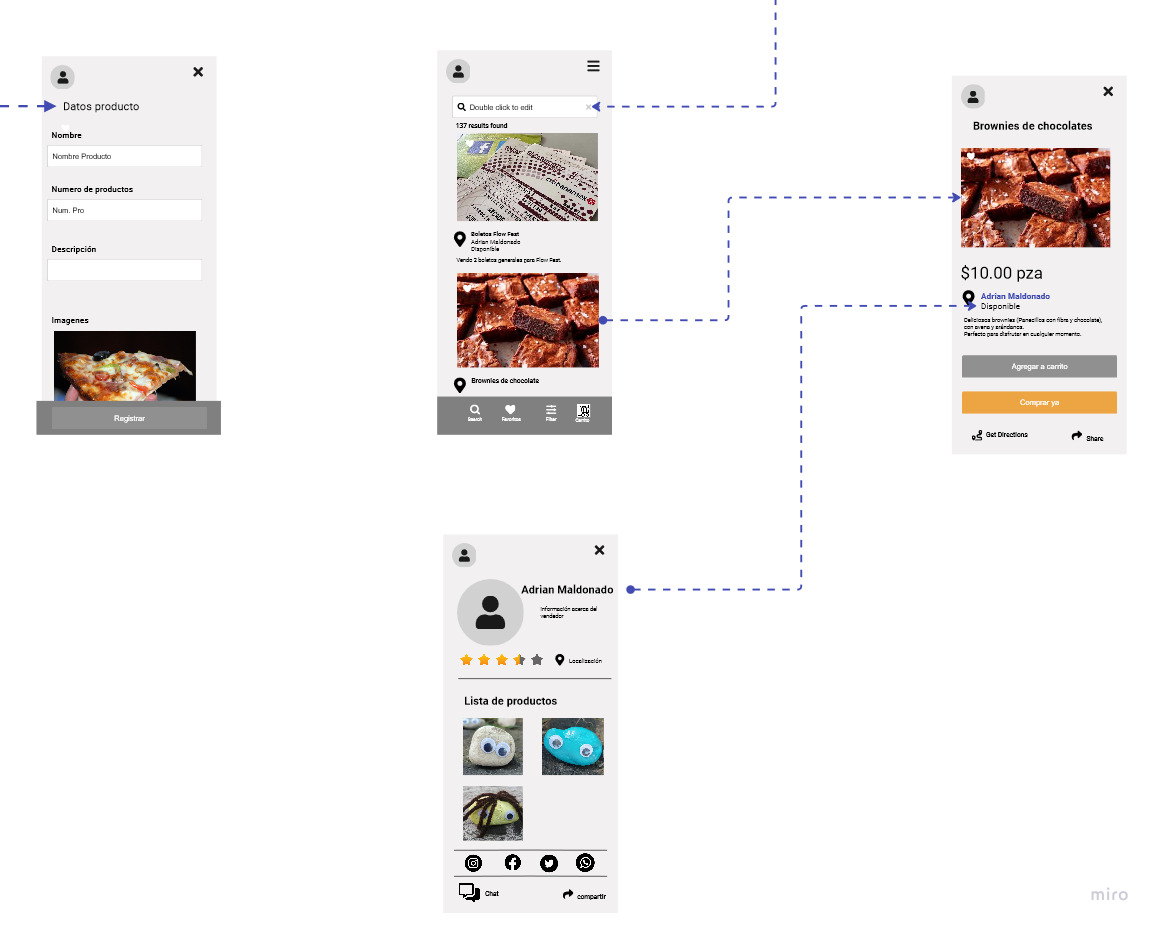 Datos producto
Nombre
Nombre Producto
Numero de productos
Num. Pro
Descripción
Imagenes
Registrar
Double click to edit
137 results found
Boletos Flow Fest
Adrian Maldonado
Disponible
Vendo 2 boletos generales para Flow Fest.
Brownies de chocolate
Search
Favoritos
Filter
Carrito
Brownies de chocolates
$10.00 pza
Adrian Maldonado
Disponible
Deliciosos brownies (Panecillos con fibra y chocolate),
con avena y arándanos.
Perfecto para disfrutar en cualquier momento.
Agregar a carrito
Comprar ya
Get Directions
Share
Adrian Maldonado
Información acerca del
vendedor
Localización
Lista de productos
Chat
compartir
miro